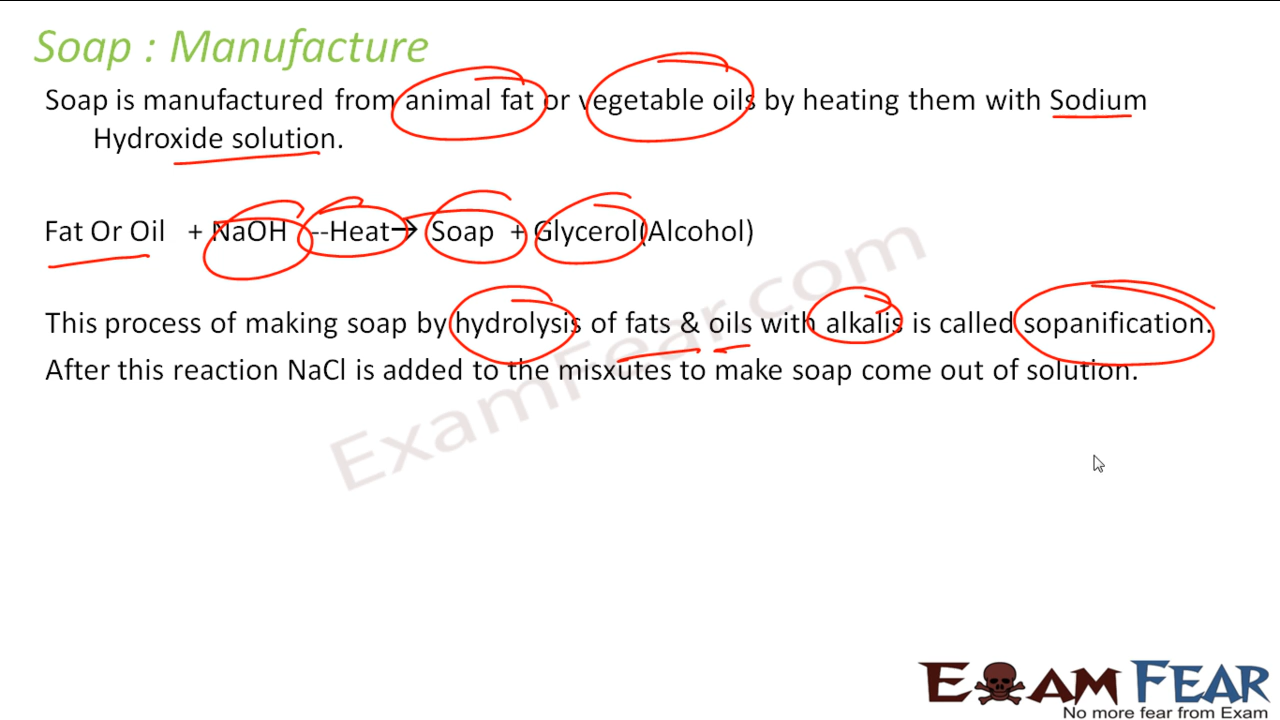 Soap : Manufacture
Soap is manufactured from animal fat or vegetable oils by heating them with Sodium
Hydroxide solution.
Fat Or Oil + NaOH --Heat→ Soap + Glycerol(Alcohol)
This process of making soap by hydrolysis of fats & oils with alkalis is called sopanification.
After this reaction NaCl is added to the misxutes to make soap come out of solution.
ExamFear.com
EXAM FEAR
No more fear from Exam